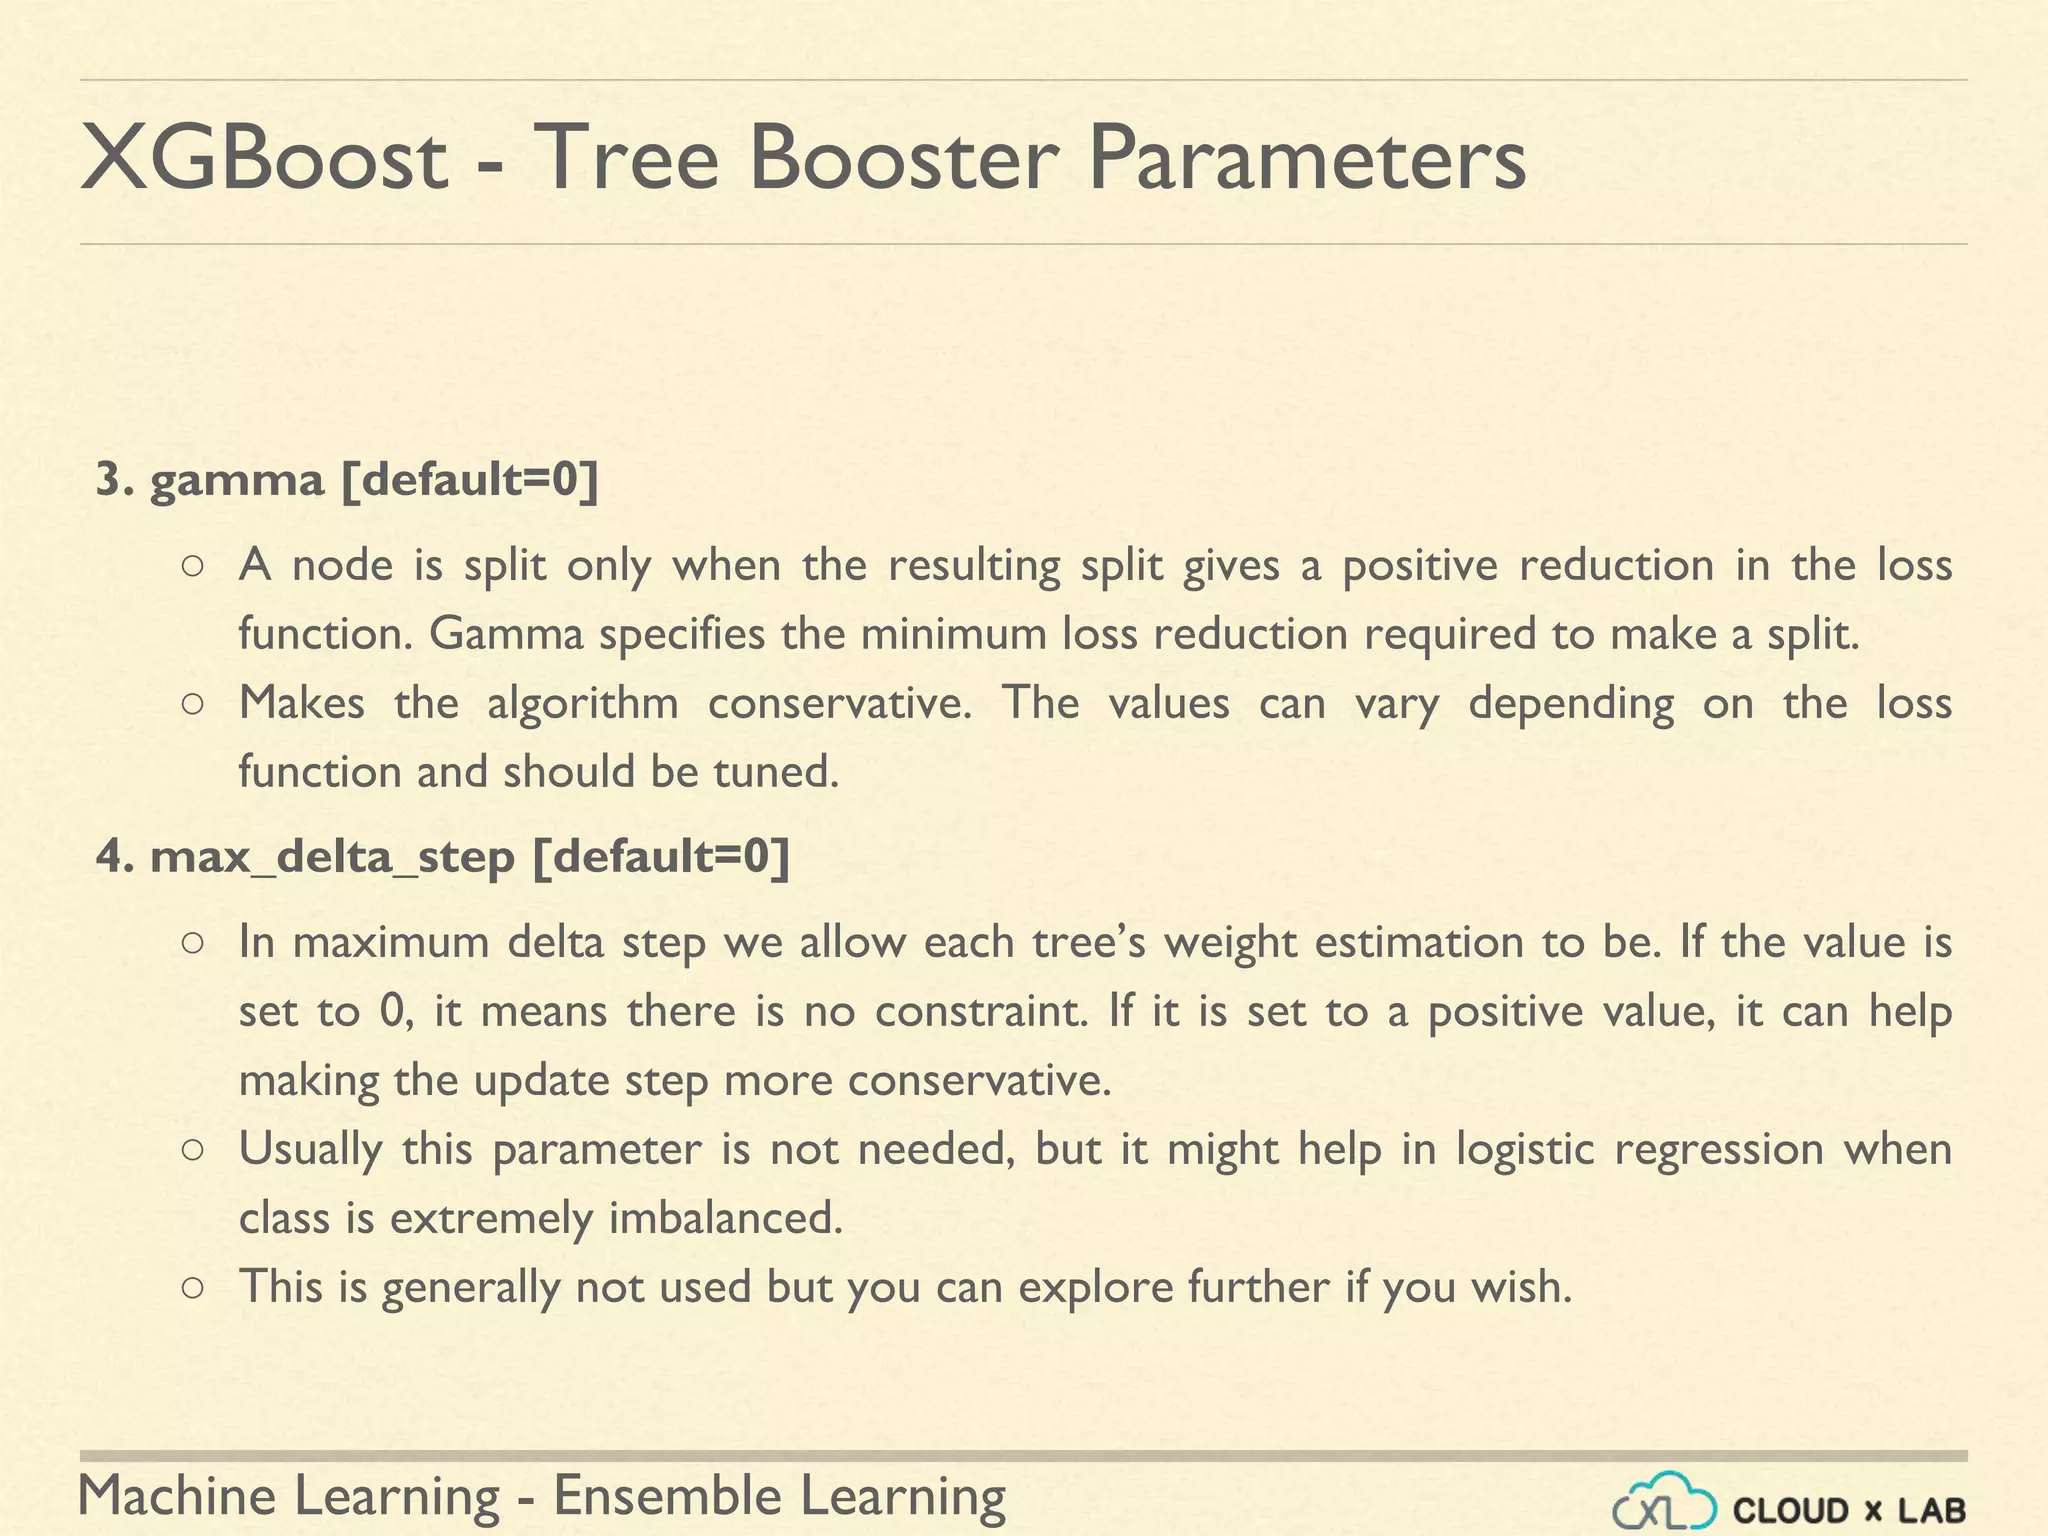 XGBoost - Tree Booster Parameters
3. gamma [default=0]
○ A node is split only when the resulting split gives a positive reduction in the loss
function. Gamma specifies the minimum loss reduction required to make a split.
○ Makes the algorithm conservative. The values can vary depending on the loss
function and should be tuned.
4. max_delta_step [default=0]
○ In maximum delta step we allow each tree’s weight estimation to be. If the value is
set to 0, it means there is no constraint. If it is set to a positive value, it can help
making the update step more conservative.
○ Usually this parameter is not needed, but it might help in logistic regression when
class is extremely imbalanced.
○ This is generally not used but you can explore further if you wish.
Machine Learning - Ensemble Learning
XL CLOUD x LAB